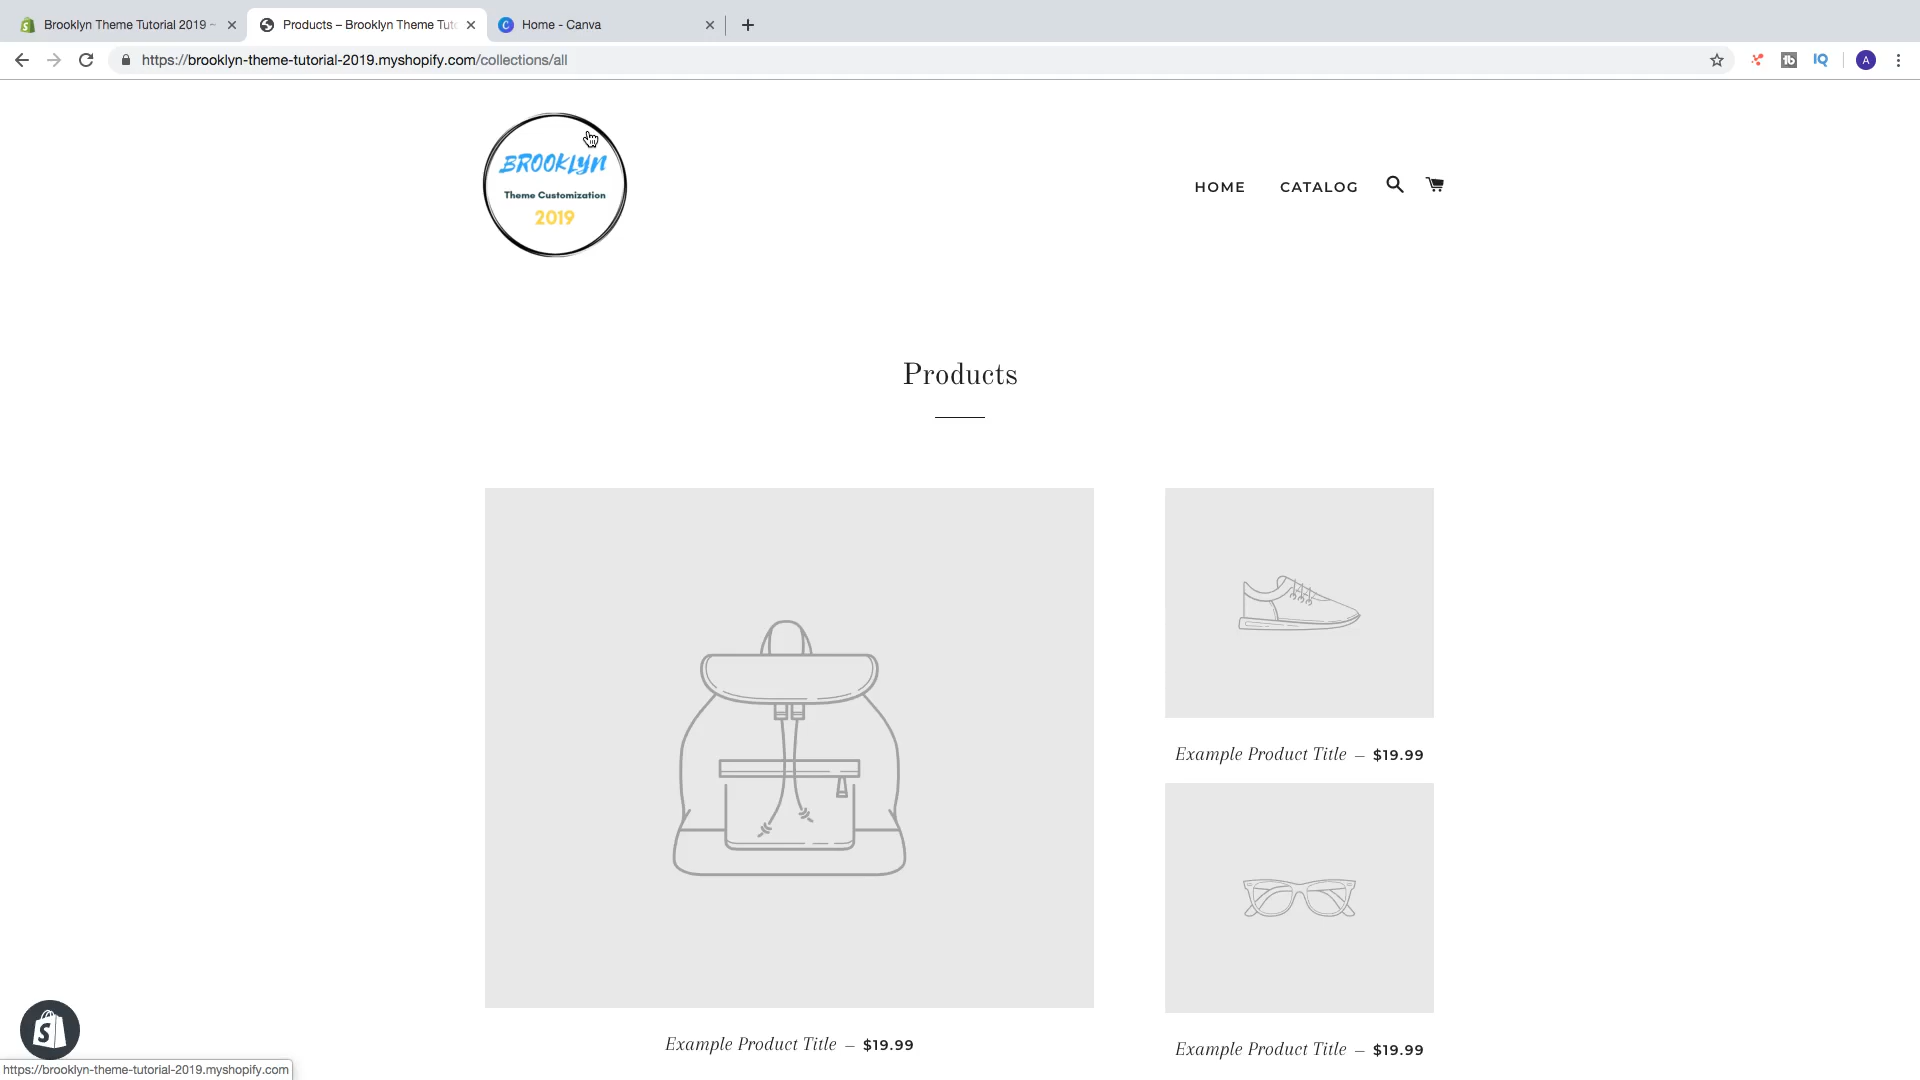 Brooklyn Theme Tutorial 2019 ~
Products – Brooklyn Theme Tuto
Home - Canva
https://brooklyn-theme-tutorial-2019.myshopify.com/collections/all
IQ
A
BROOKLYN
Theme Customization
2019
HOME
CATALOG
Products
Example Product Title — $19.99
Example Product Title — $19.99
Example Product Title — $19.99
https://brooklyn-theme-tutorial-2019.myshopify.com